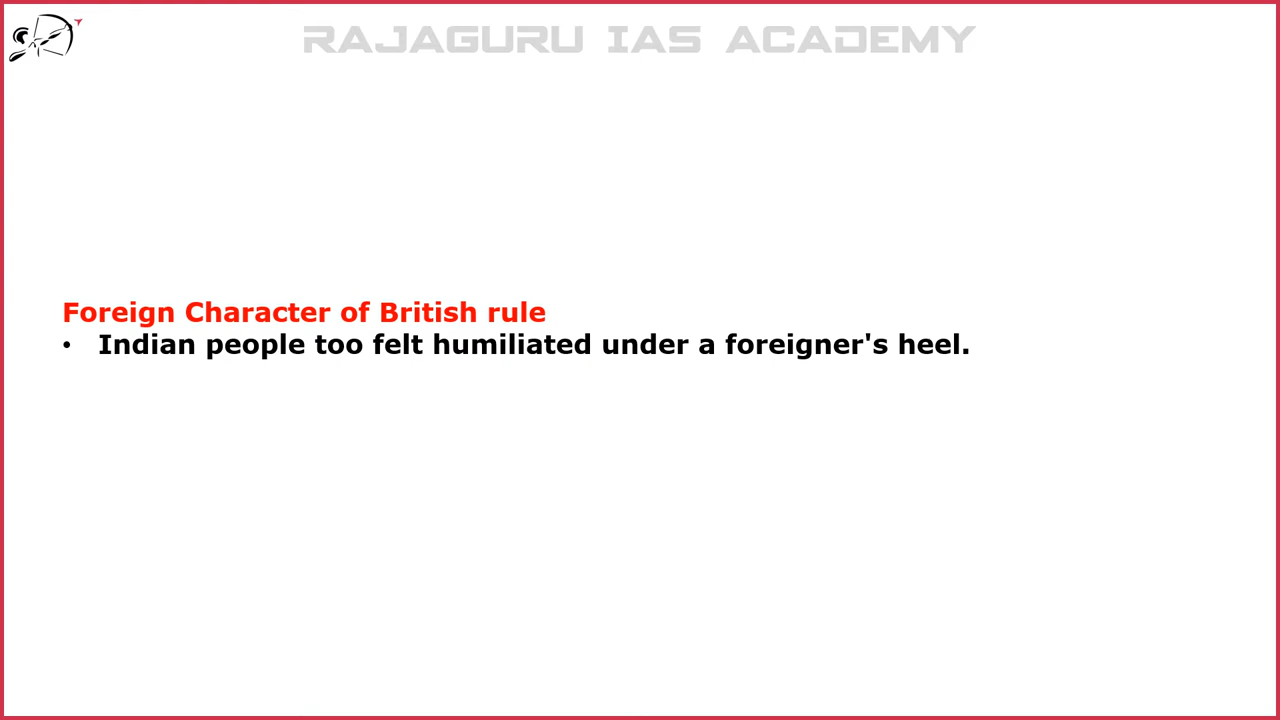 RAJAGURU IAS ACADEMY
Foreign Character of British rule
• Indian people too felt humiliated under a foreigner's heel.